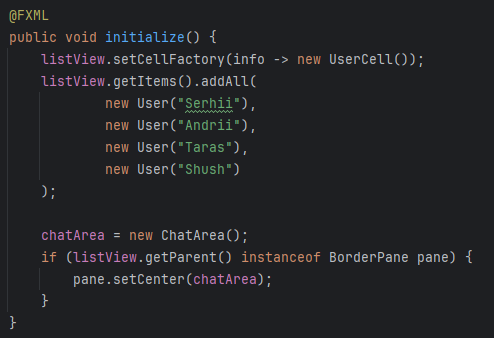 @FXML
public void initialize() {
    listView.setCellFactory(info -> new UserCell());
    listView.getItems().addAll(
            new User("Serhii"),
            new User("Andrii"),
            new User("Taras"),
            new User("Shush")
    );

    chatArea = new ChatArea();
    if (listView.getParent() instanceof BorderPane pane) {
        pane.setCenter(chatArea);
    }
}